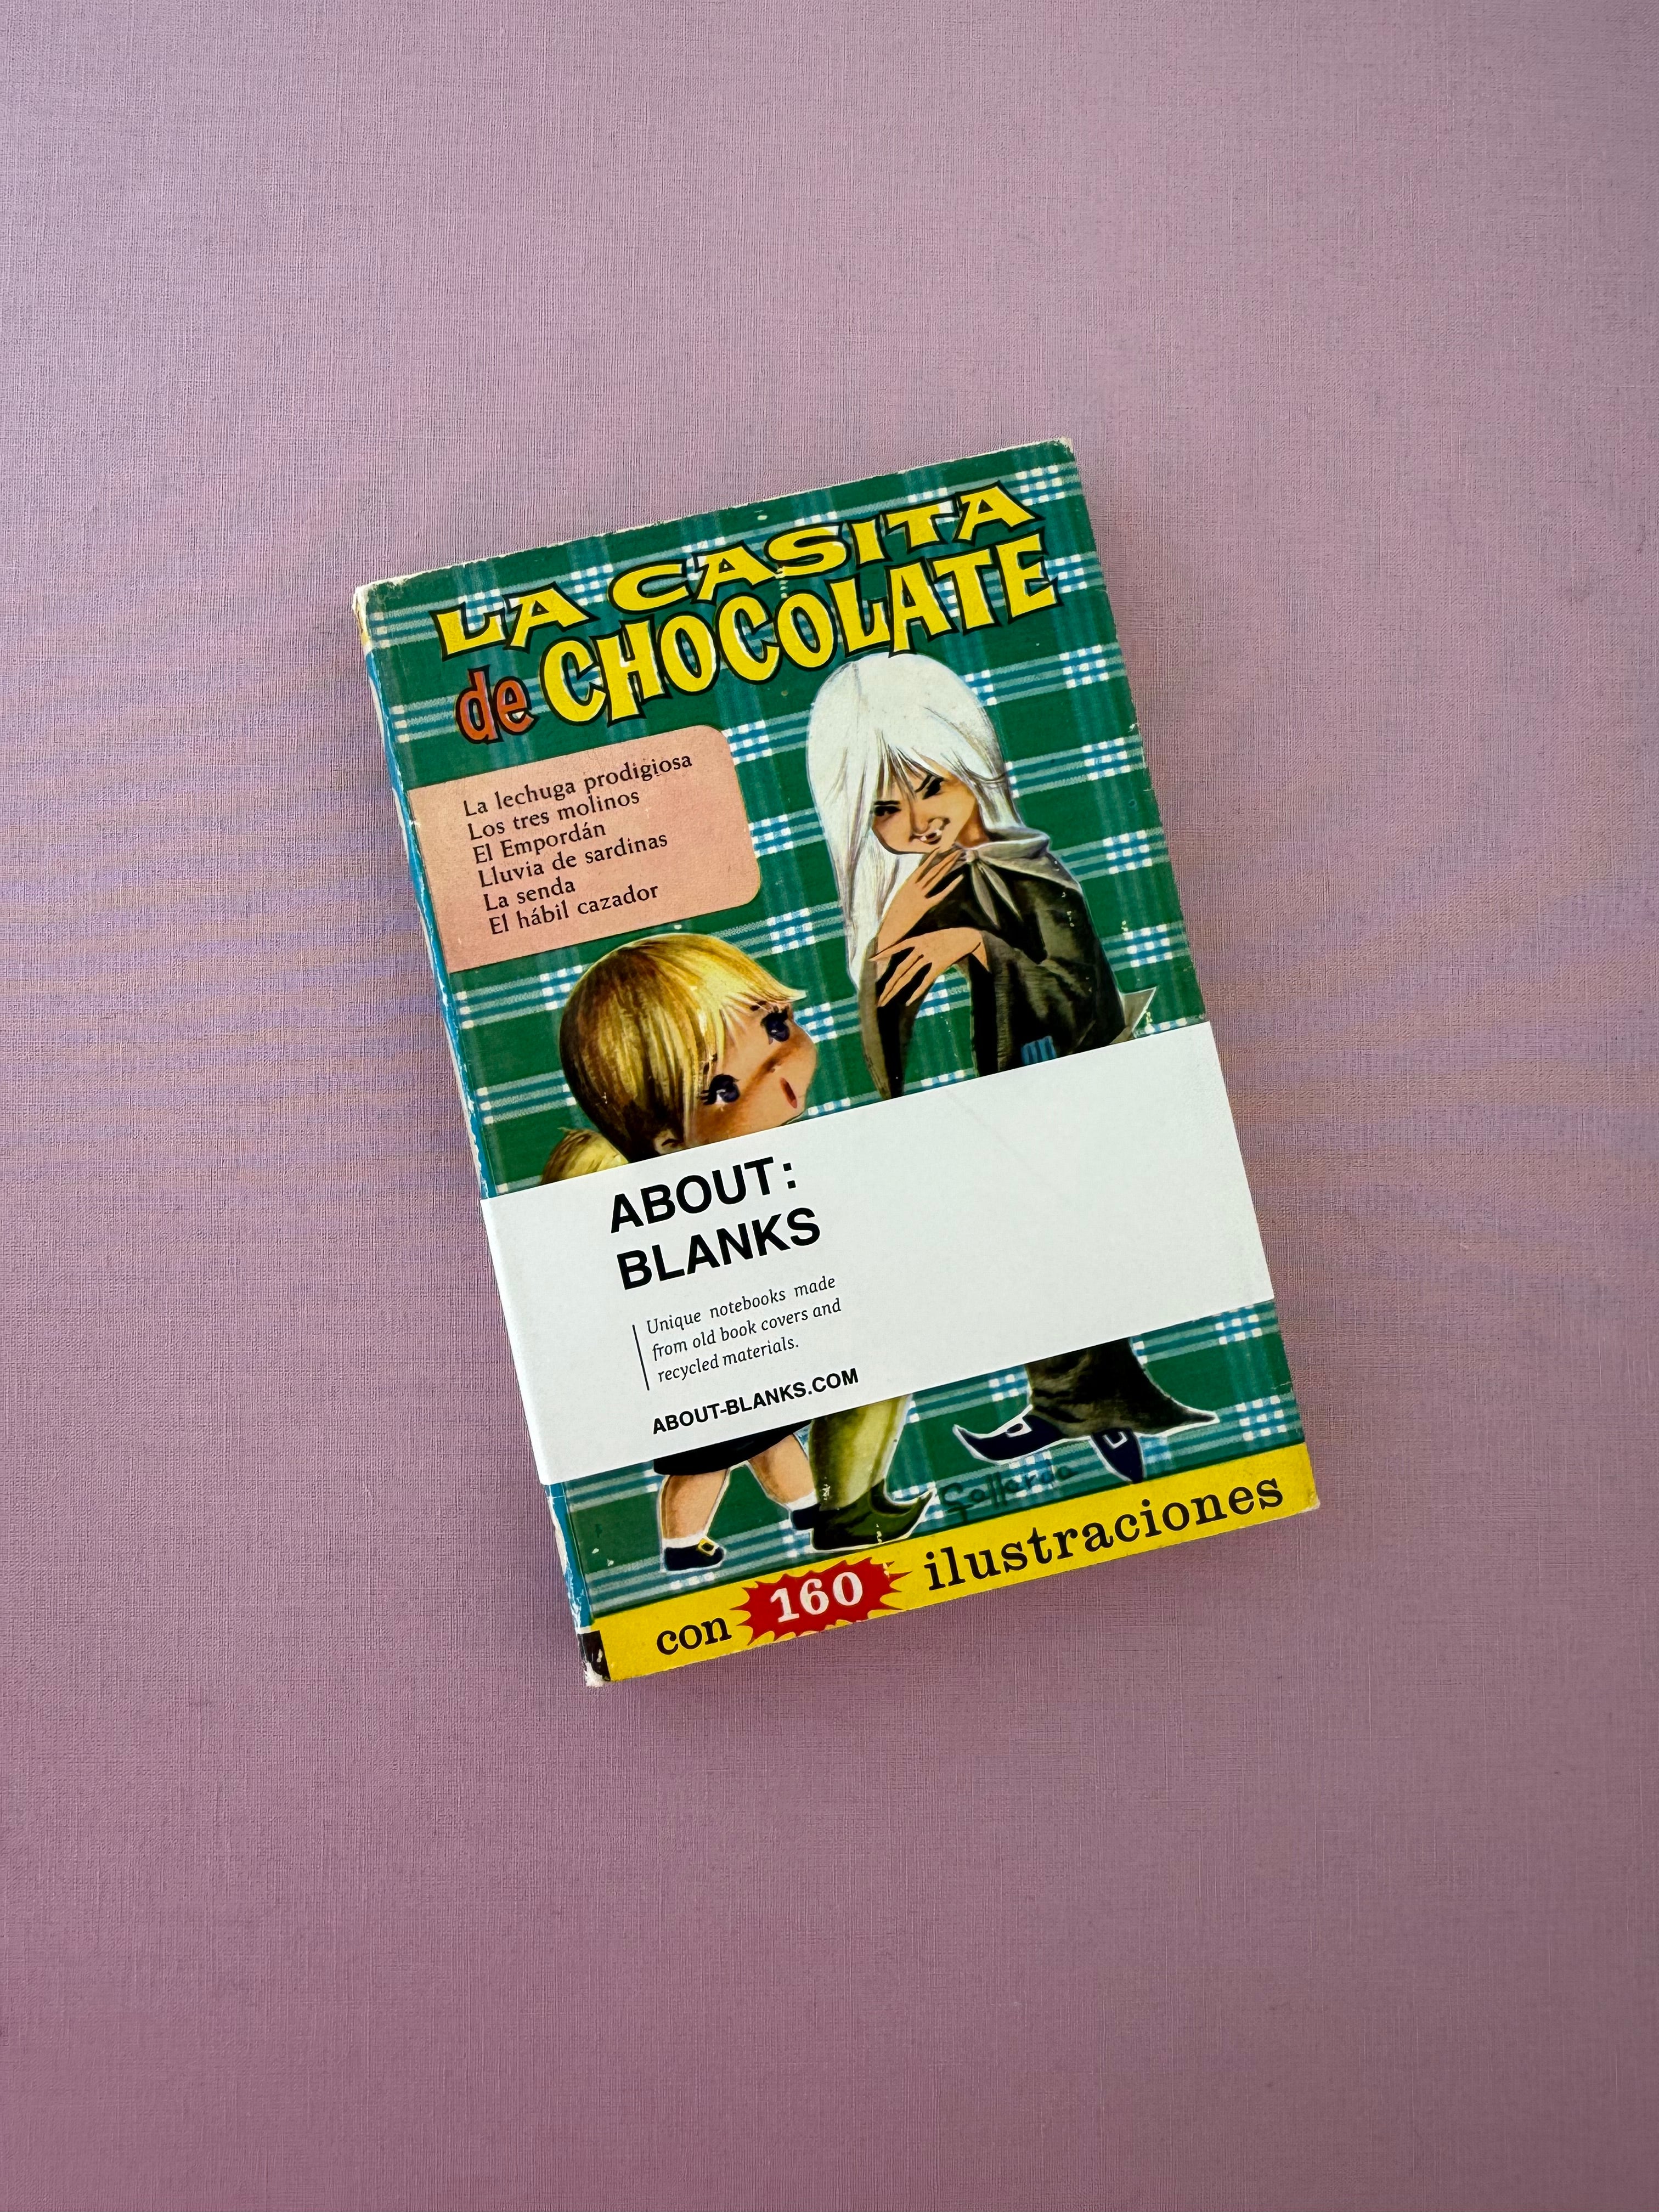 LA CASITA
de CHOCOLATE
La lechuga prodigiosa
Los tres molinos
El Empordán
Lluvia de sardinas
La senda
El hábil cazador
ABOUT:
BLANKS
Unique notebooks made
from old book covers and
recycled materials.
ABOUT-BLANKS.COM
con 160 ilustraciones